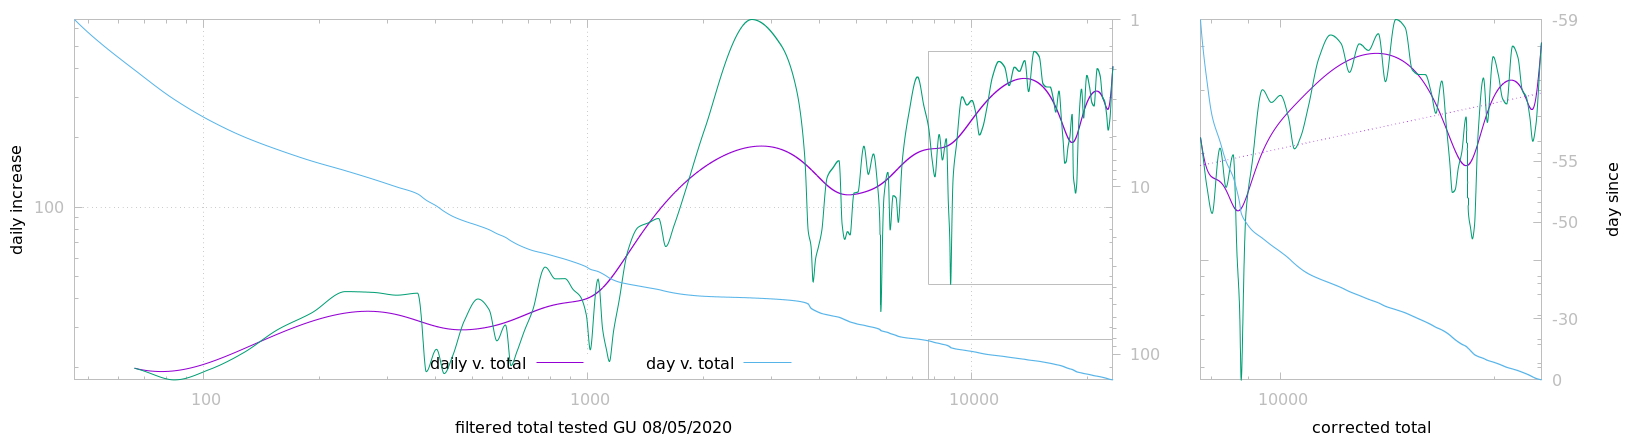 1 -59
daily increase
100
10
-55
-50
day since
-30
daily v. total day v. total
100
0
100 1000 10000 10000
filtered total tested GU 08/05/2020 corrected total